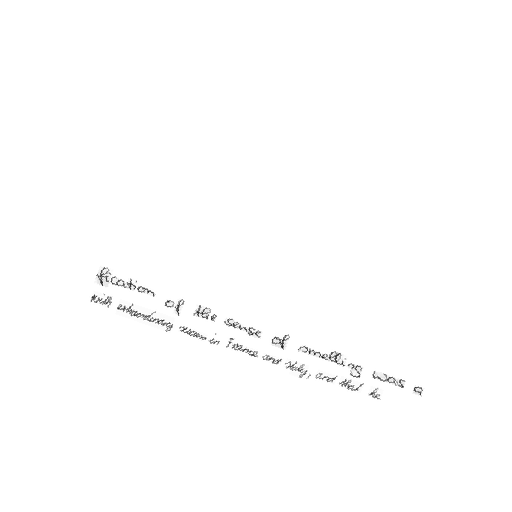 fication of the sense of smelling was a
with extraordinary success in France and Italy, and that he